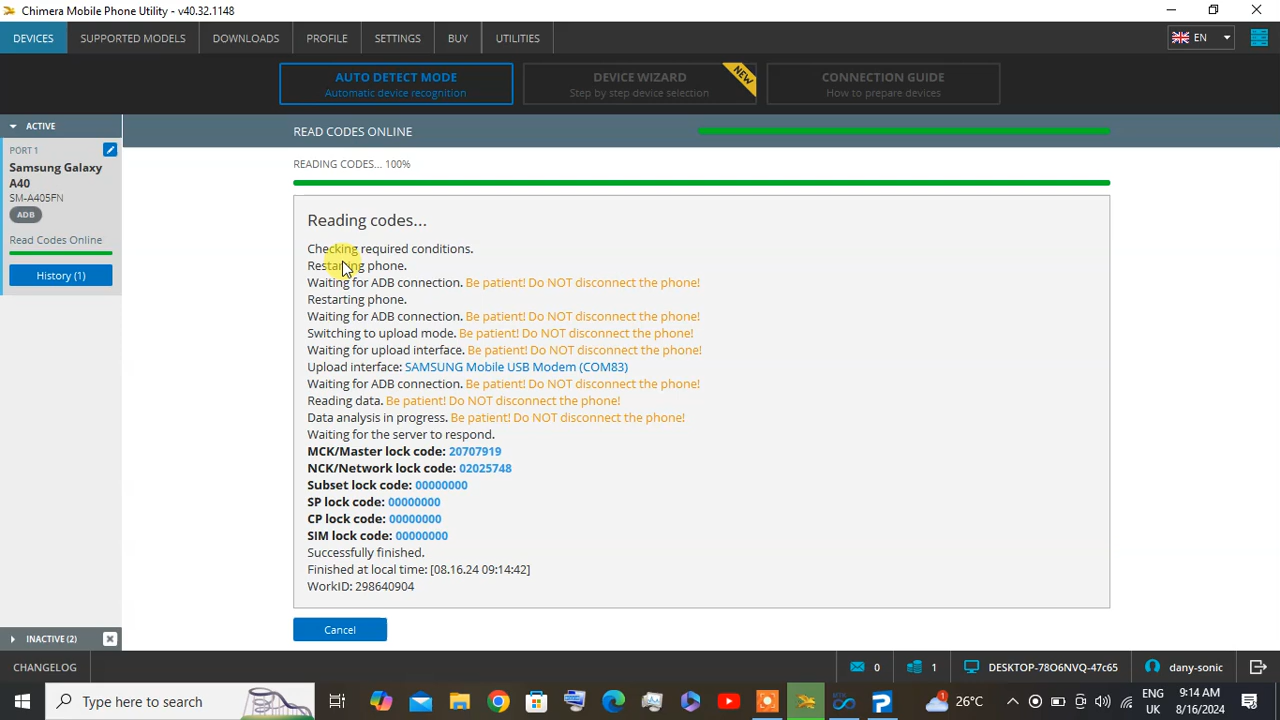 Chimera Mobile Phone Utility - v40.32.1148
DEVICES
SUPPORTED MODELS
DOWNLOADS
PROFILE
SETTINGS
BUY
UTILITIES
EN
AUTO DETECT MODE
Automatic device recognition
DEVICE WIZARD
Step by step device selection
NEW
CONNECTION GUIDE
How to prepare devices
ACTIVE
PORT 1
Samsung Galaxy
A40
SM-A405FN
ADB
Read Codes Online
History (1)
READ CODES ONLINE
READING CODES... 100%
Reading codes...
Checking required conditions.
Restarting phone.
Waiting for ADB connection. Be patient! Do NOT disconnect the phone!
Restarting phone.
Waiting for ADB connection. Be patient! Do NOT disconnect the phone!
Switching to upload mode. Be patient! Do NOT disconnect the phone!
Waiting for upload interface. Be patient! Do NOT disconnect the phone!
Upload interface: SAMSUNG Mobile USB Modem (COM83)
Waiting for ADB connection. Be patient! Do NOT disconnect the phone!
Reading data. Be patient! Do NOT disconnect the phone!
Data analysis in progress. Be patient! Do NOT disconnect the phone!
Waiting for the server to respond.
MCK/Master lock code: 20707919
NCK/Network lock code: 02025748
Subset lock code: 00000000
SP lock code: 00000000
CP lock code: 00000000
SIM lock code: 00000000
Successfully finished.
Finished at local time: [08.16.24 09:14:42]
WorkID: 298640904
Cancel
INACTIVE (2)
CHANGELOG
0
1
DESKTOP-78O6NVQ-47c65
dany-sonic
Type here to search
1
26°C
ENG
UK
9:14 AM
8/16/2024